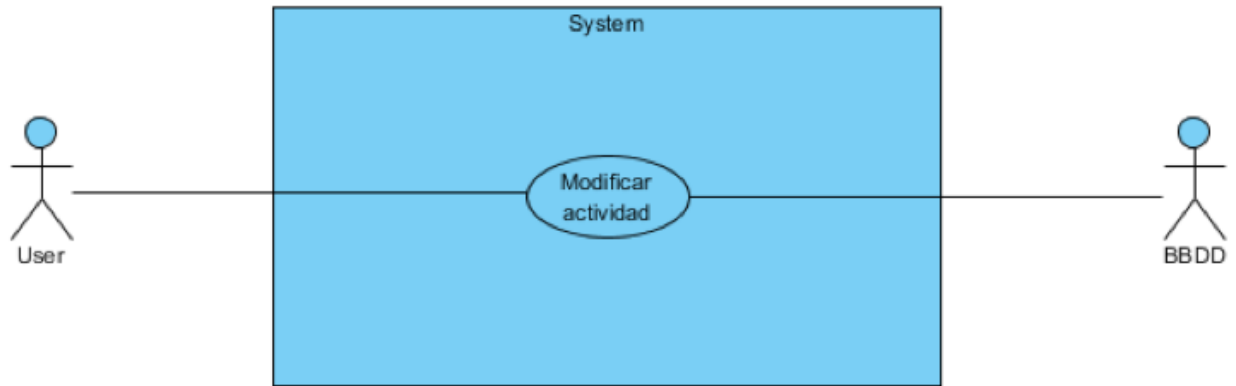 System
Modificar
actividad
User
BBDD